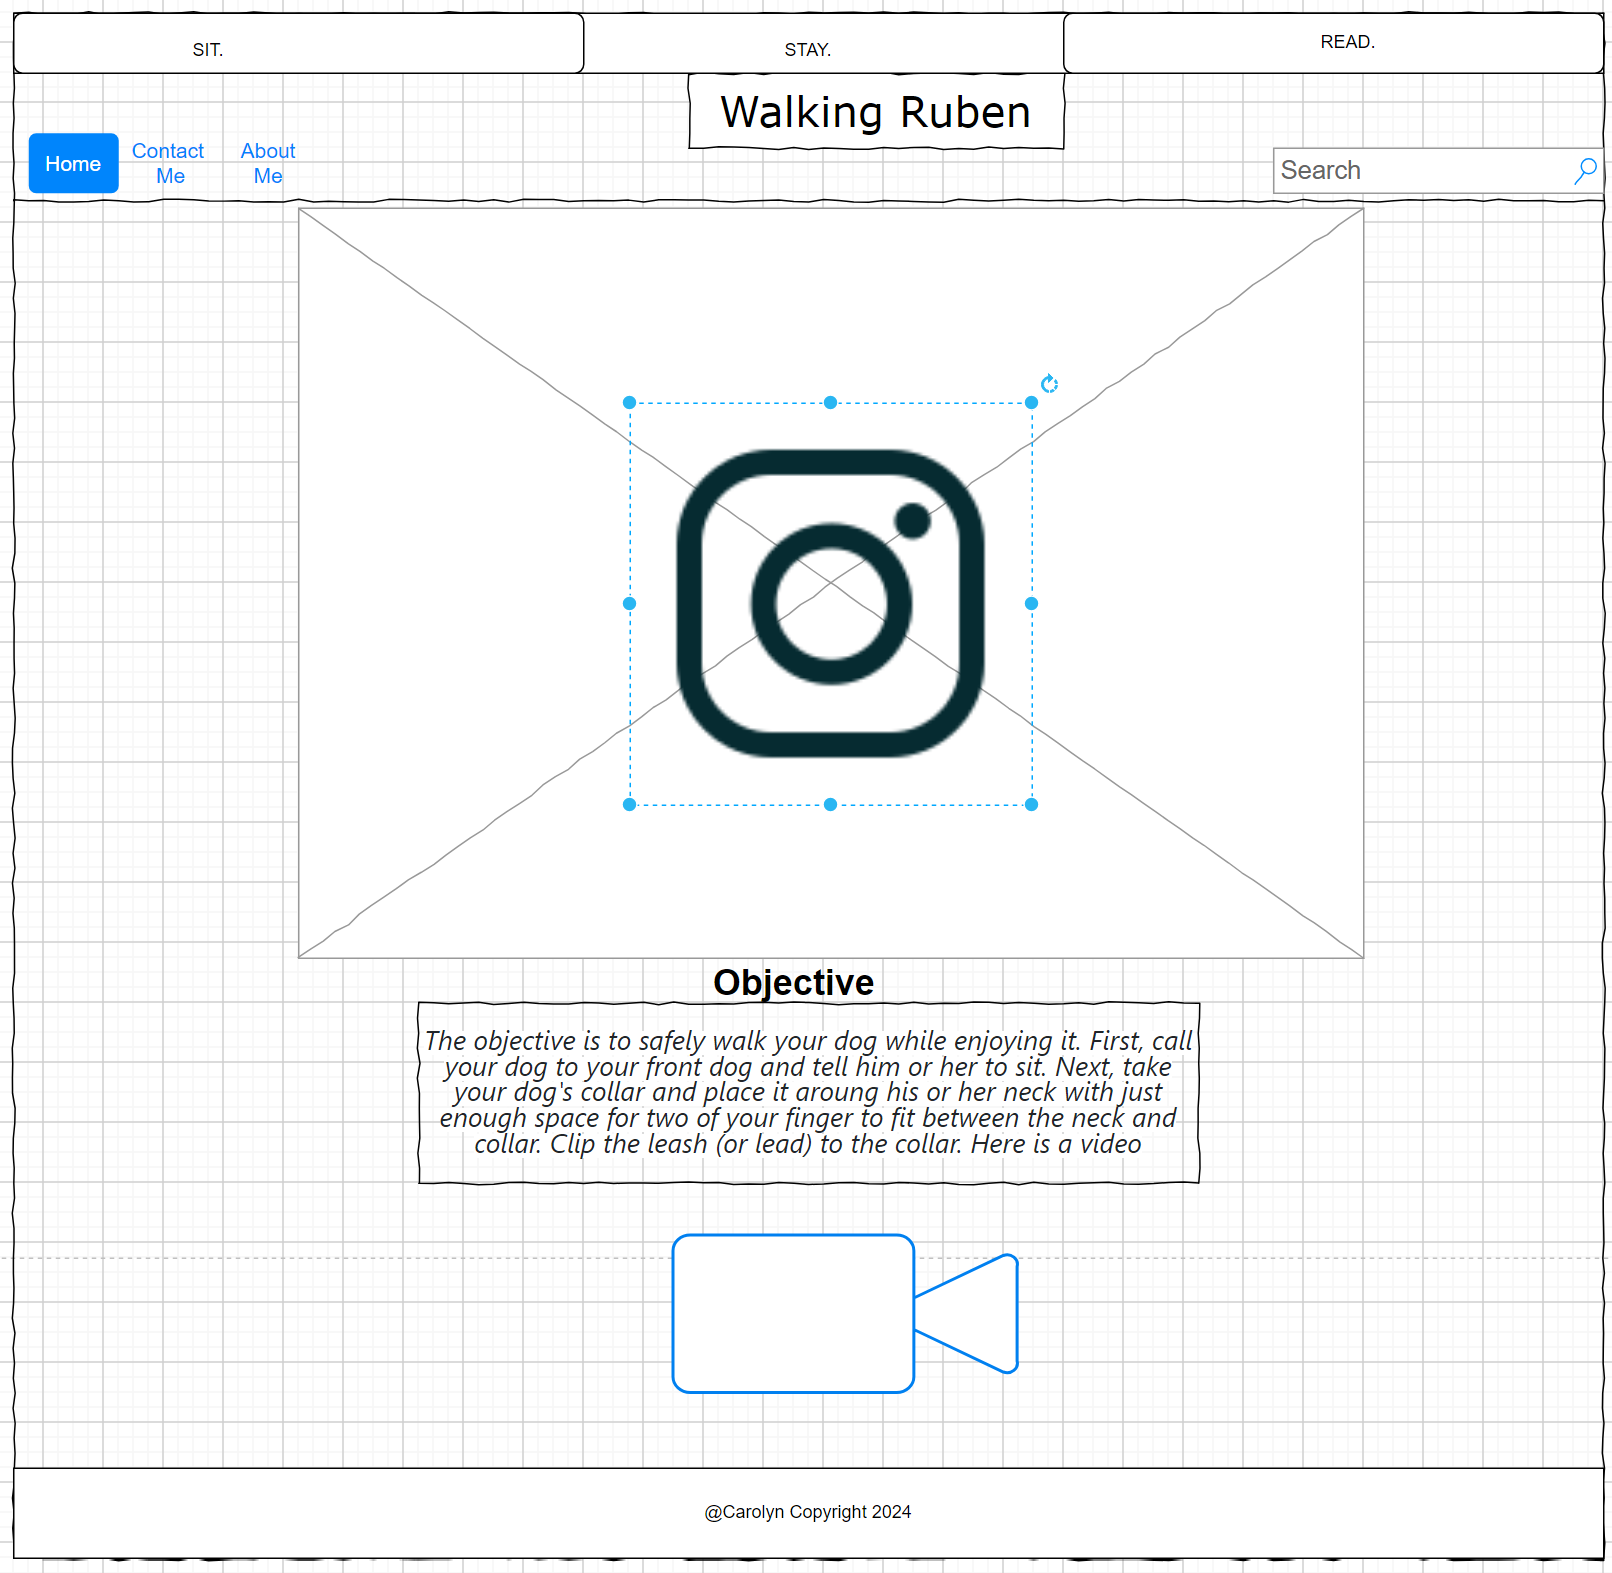 SIT.
STAY.
READ.
Walking Ruben
Home
Contact
Me
About
Me
Search
Objective
The objective is to safely walk your dog while enjoying it. First, call
your dog to your front dog and tell him or her to sit. Next, take
your dog's collar and place it aroung his or her neck with just
enough space for two of your finger to fit between the neck and
collar. Clip the leash (or lead) to the collar. Here is a video
@Carolyn Copyright 2024